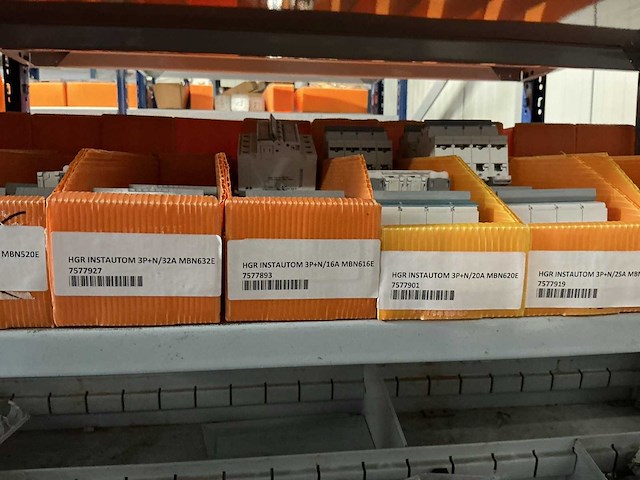 MBN520E
HGR INSTAUTOM 3P+N/32A MBN632E
7577927
HGR INSTAUTOM 3P+N/16A MBN616E
7577893
HGR INSTAUTOM 3P+N/20A MBN620E
7577901
HGR INSTAUTOM 3P+N/25A MBN
7577919